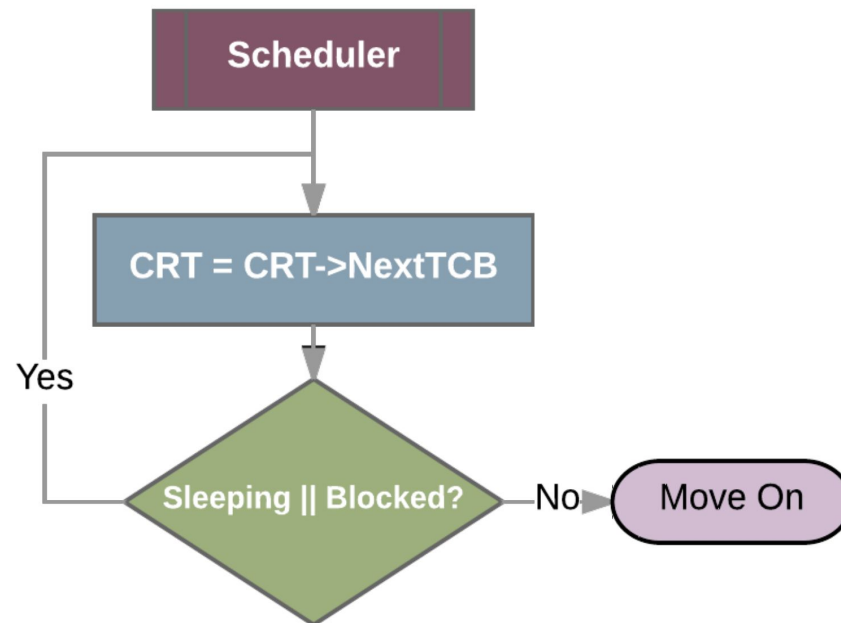 Scheduler
CRT = CRT->NextTCB
Yes
Sleeping || Blocked?
No
Move On